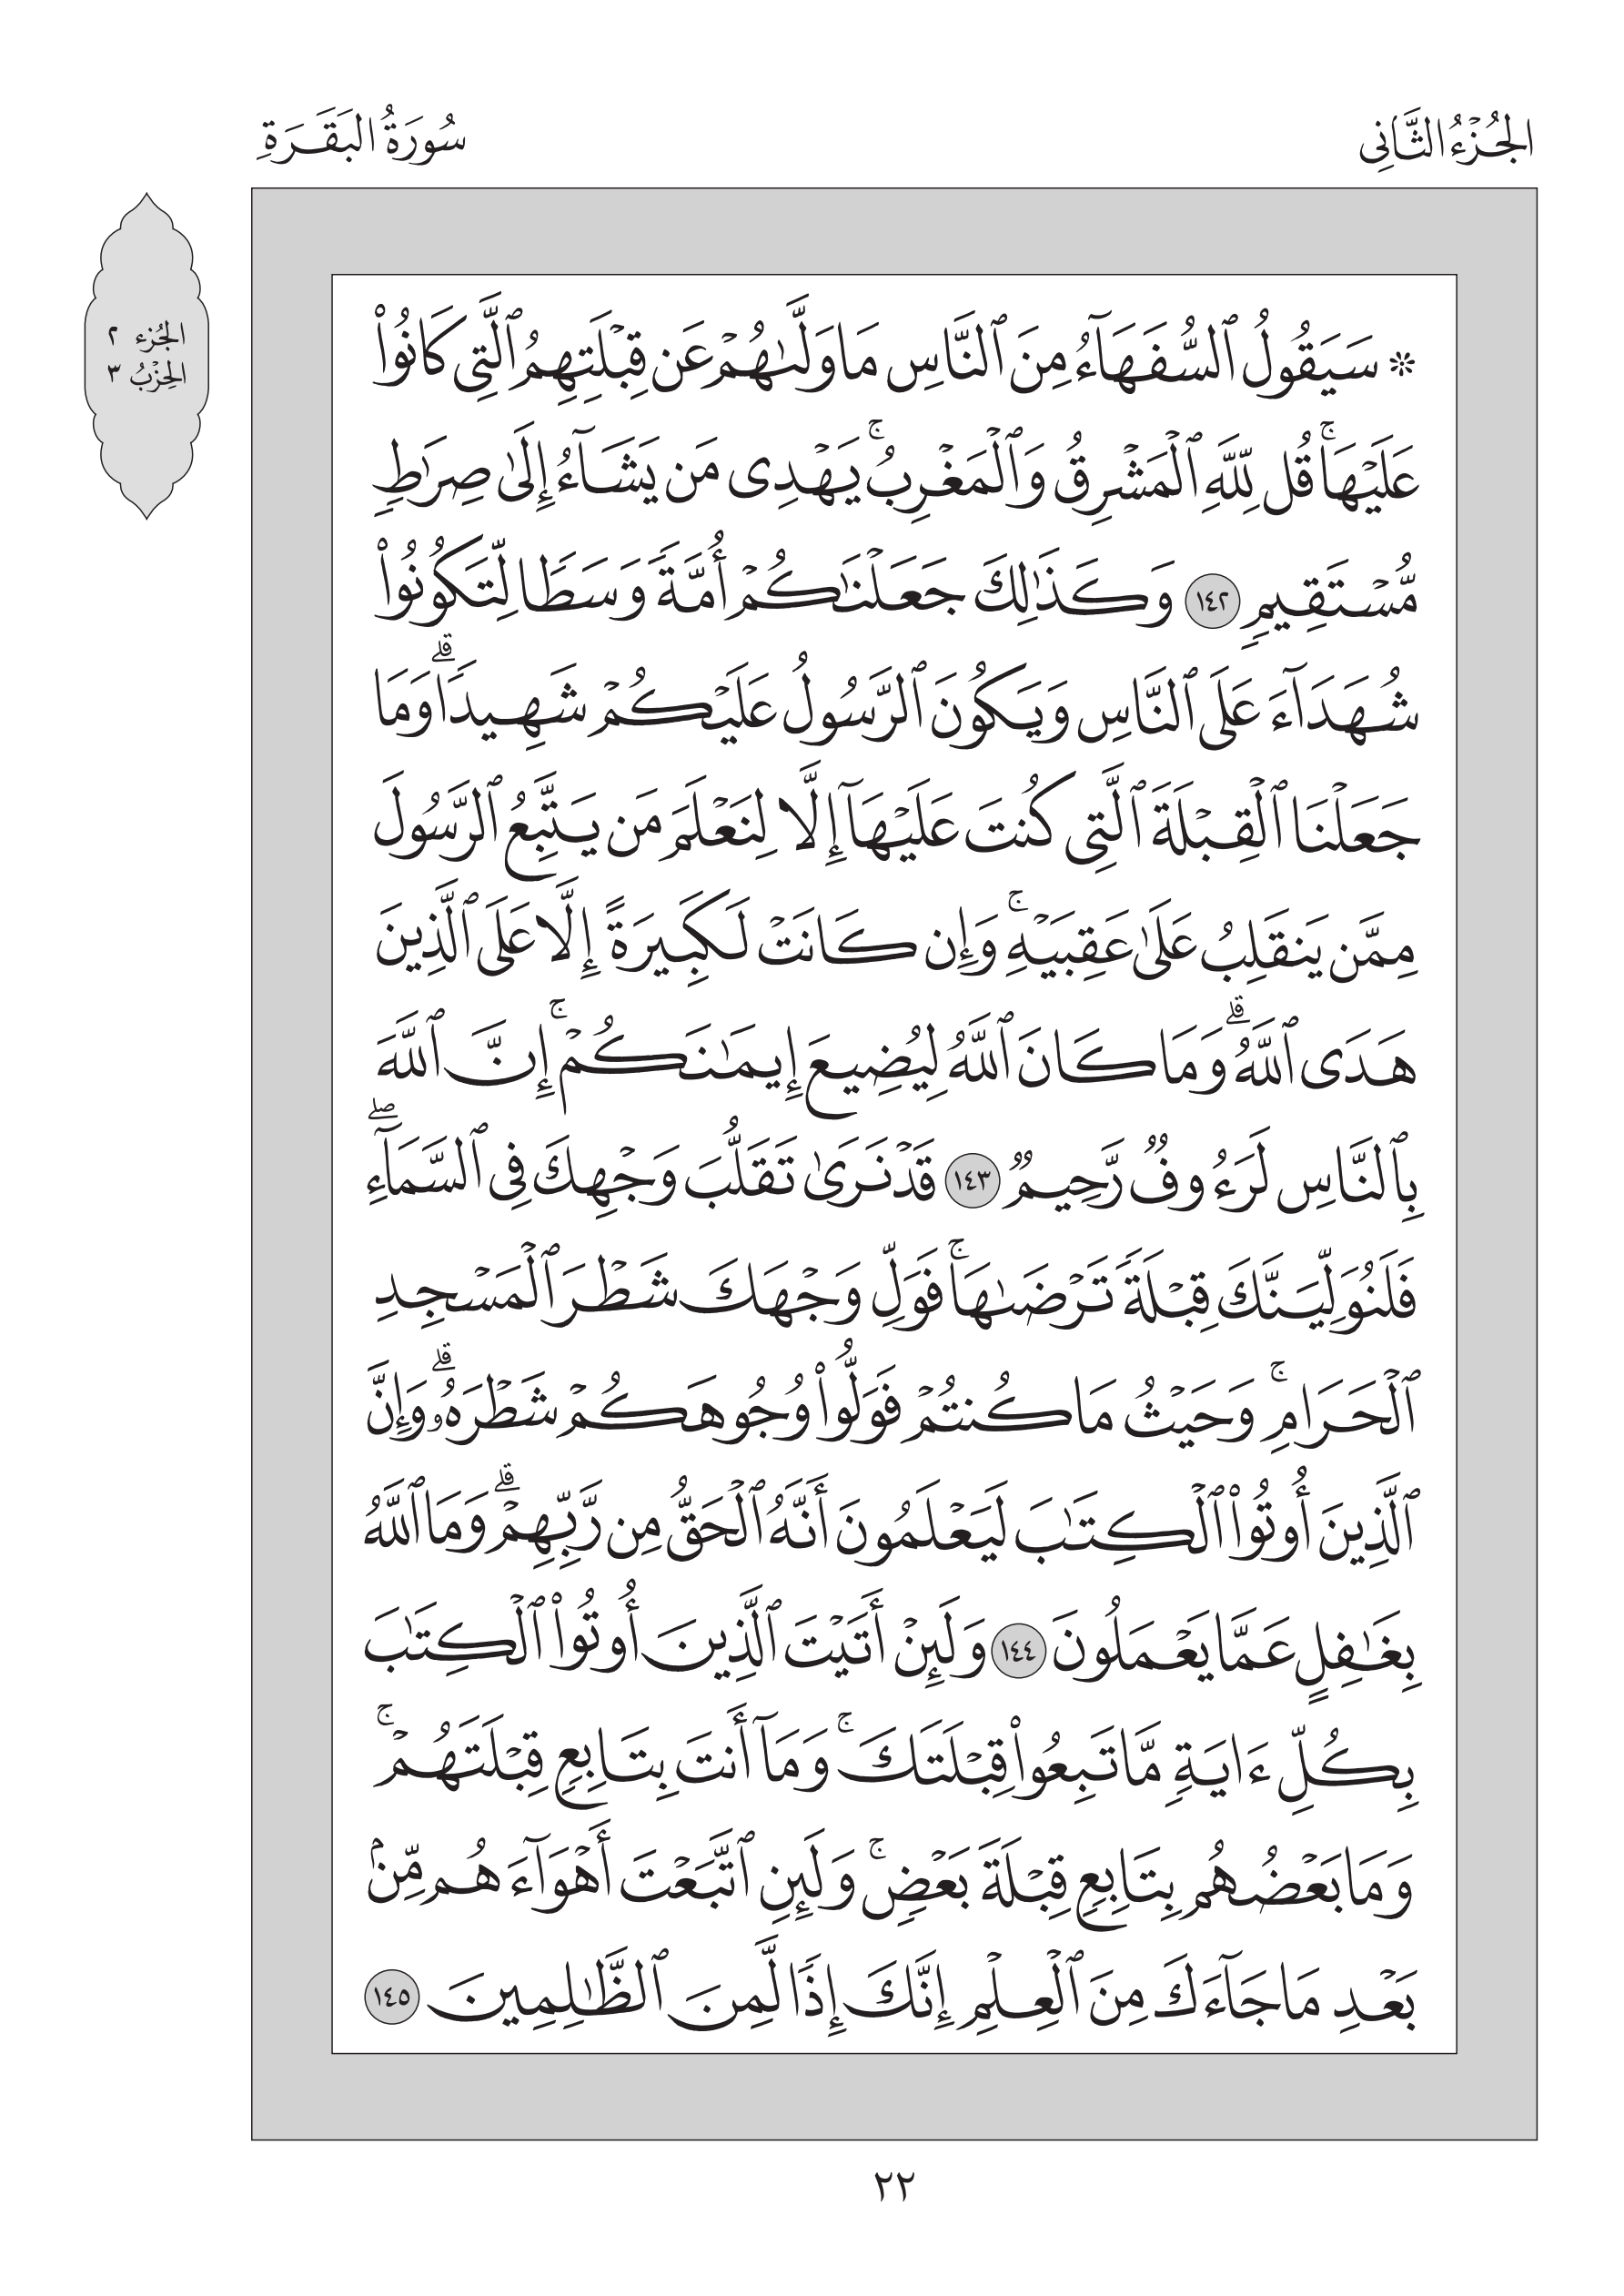 الجُزْءُ الثَّانِي
سُورَةُ البَقَرَةِ
الجُزء ٢
الحِزْبُ ٣
۞ سَيَقُولُ ٱلسُّفَهَآءُ مِنَ ٱلنَّاسِ مَا وَلَّىٰهُمۡ عَن قِبۡلَتِهِمُ ٱلَّتِي كَانُواْ
عَلَيۡهَاۚ قُل لِّلَّهِ ٱلۡمَشۡرِقُ وَٱلۡمَغۡرِبُۚ يَهۡدِي مَن يَشَآءُ إِلَىٰ صِرَٰطٖ
مُّسۡتَقِيمٖ ١٤٢ وَكَذَٰلِكَ جَعَلۡنَٰكُمۡ أُمَّةٗ وَسَطٗا لِّتَكُونُواْ
شُهَدَآءَ عَلَى ٱلنَّاسِ وَيَكُونَ ٱلرَّسُولُ عَلَيۡكُمۡ شَهِيدٗاۗ وَمَا
جَعَلۡنَا ٱلۡقِبۡلَةَ ٱلَّتِي كُنتَ عَلَيۡهَآ إِلَّا لِنَعۡلَمَ مَن يَتَّبِعُ ٱلرَّسُولَ
مِمَّن يَنقَلِبُ عَلَىٰ عَقِبَيۡهِۚ وَإِن كَانَتۡ لَكَبِيرَةً إِلَّا عَلَى ٱلَّذِينَ
هَدَى ٱللَّهُۗ وَمَا كَانَ ٱللَّهُ لِيُضِيعَ إِيمَٰنَكُمۡۚ إِنَّ ٱللَّهَ
بِٱلنَّاسِ لَرَءُوفٞ رَّحِيمٞ ١٤٣ قَدۡ نَرَىٰ تَقَلُّبَ وَجۡهِكَ فِي ٱلسَّمَآءِۖ
فَلَنُوَلِّيَنَّكَ قِبۡلَةٗ تَرۡضَىٰهَاۚ فَوَلِّ وَجۡهَكَ شَطۡرَ ٱلۡمَسۡجِدِ
ٱلۡحَرَامِۚ وَحَيۡثُ مَا كُنتُمۡ فَوَلُّواْ وُجُوهَكُمۡ شَطۡرَهُۥۗ وَإِنَّ
ٱلَّذِينَ أُوتُواْ ٱلۡكِتَٰبَ لَيَعۡلَمُونَ أَنَّهُ ٱلۡحَقُّ مِن رَّبِّهِمۡۗ وَمَا ٱللَّهُ
بِغَٰفِلٍ عَمَّا يَعۡمَلُونَ ١٤٤ وَلَئِنۡ أَتَيۡتَ ٱلَّذِينَ أُوتُواْ ٱلۡكِتَٰبَ
بِكُلِّ ءَايَةٖ مَّا تَبِعُواْ قِبۡلَتَكَۚ وَمَآ أَنتَ بِتَابِعٖ قِبۡلَتَهُمۡۚ
وَمَا بَعۡضُهُم بِتَابِعٖ قِبۡلَةَ بَعۡضٖۚ وَلَئِنِ ٱتَّبَعۡتَ أَهۡوَآءَهُم مِّنۢ
بَعۡدِ مَا جَآءَكَ مِنَ ٱلۡعِلۡمِ إِنَّكَ إِذٗا لَّمِنَ ٱلظَّٰلِمِينَ ١٤٥
٢٢